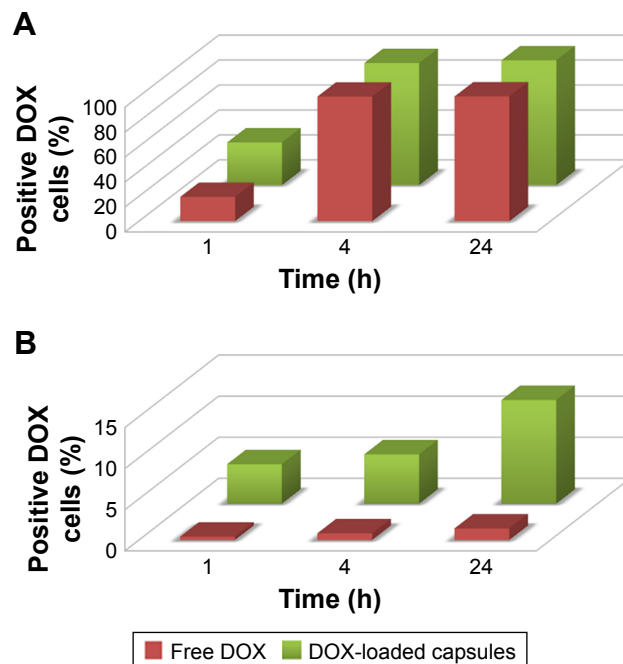 A
Positive DOX
cells (%)
100
80
60
40
20
0
1 4 24
Time (h)
B
Positive DOX
cells (%)
15
10
5
0
1 4 24
Time (h)
Free DOX DOX-loaded capsules